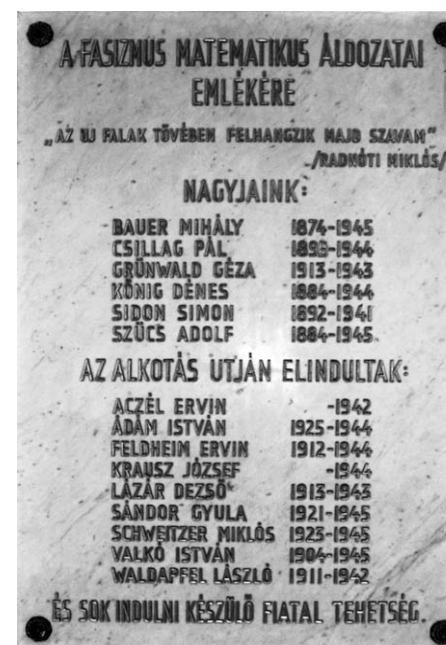 A FASIZMUS MATEMATIKUS ÁLDOZATAI
EMLÉKÉRE
„AZ UJ FALAK TÖVÉBEN FELHANGZIK MAJD SZAVAM"
/RADNÓTI MIKLÓS/
NAGYJAINK:
BAUER MIHÁLY 1874-1945
CSILLAG PÁL 1896-1944
GRÜNWALD GÉZA 1913-1943
KÖNIG DÉNES 1884-1944
SIDON SIMON 1892-1941
SZÜCS ADOLF 1884-1945
AZ ALKOTÁS UTJÁN ELINDULTAK:
ACZÉL ERVIN -1942
ÁDÁM ISTVÁN 1925-1944
FELDHEIM ERVIN 1912-1944
KRAUSZ JÓZSEF -1944
LÁZÁR DEZSŐ 1913-1943
SÁNDOR GYULA 1921-1945
SCHWEITZER MIKLÓS 1923-1945
VALKÓ ISTVÁN 1904-1945
WALDAPFEL LÁSZLÓ 1911-1942
ÉS SOK INDULNI KÉSZÜLŐ FIATAL TEHETSÉG.